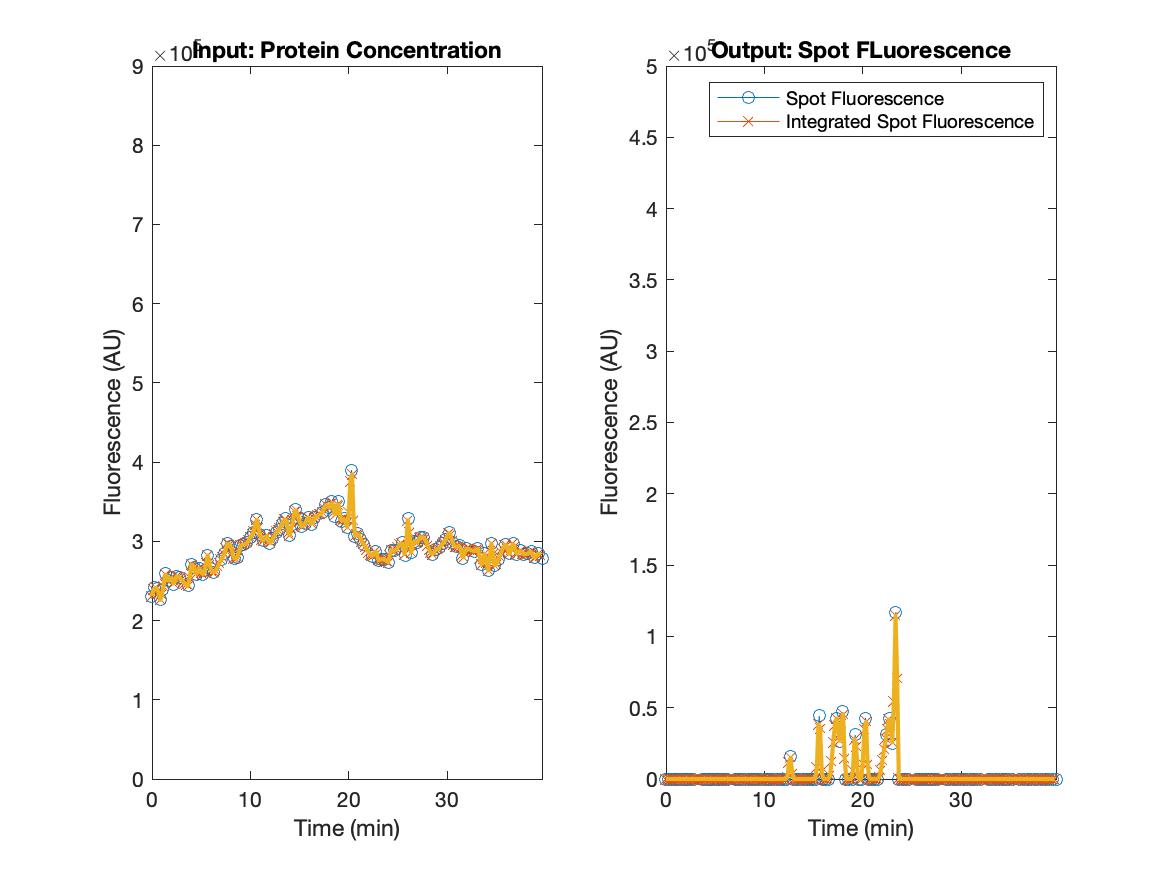 ×10^5
Input: Protein Concentration
9
8
7
6
5
4
3
2
1
0
Fluorescence (AU)
0 10 20 30
Time (min)
×10^5
Output: Spot FLuorescence
Spot Fluorescence
Integrated Spot Fluorescence
5
4.5
4
3.5
3
2.5
2
1.5
1
0.5
0
Fluorescence (AU)
0 10 20 30
Time (min)